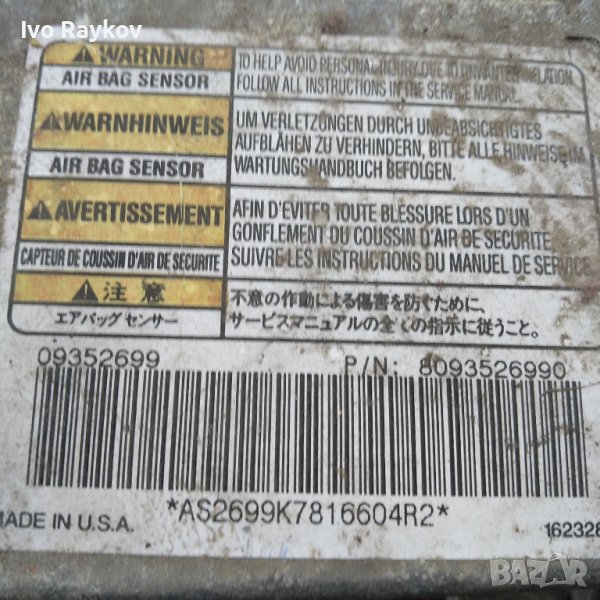 Ivo Raykov
⚠WARNING
AIR BAG SENSOR
TO HELP AVOID PERSONAL INJURY DUE TO UNWANTED INFLATION
FOLLOW ALL INSTRUCTIONS IN THE SERVICE MANUAL.
⚠WARNHINWEIS
AIR BAG SENSOR
UM VERLETZUNGEN DURCH UNBEABSICHTIGTES
AUFBLÄHEN ZU VERHINDERN, BITTE ALLE HINWEISE IM
WARTUNGSHANDBUCH BEFOLGEN.
⚠AVERTISSEMENT
CAPTEUR DE COUSSIN D'AIR DE SECURITE
AFIN D'EVITER TOUTE BLESSURE LORS D'UN
GONFLEMENT DU COUSSIN D'AIR DE SECURITE,
SUIVRE LES INSTRUCTIONS DU MANUEL DE SERVICE
⚠注 意
エアバッグ センサー
不意の作動による傷害を防ぐために、
サービスマニュアルの全ての指示に従うこと。
09352699
P/N: 8093526990
*AS2699K7816604R2*
MADE IN U.S.A.
162328
BAZAR